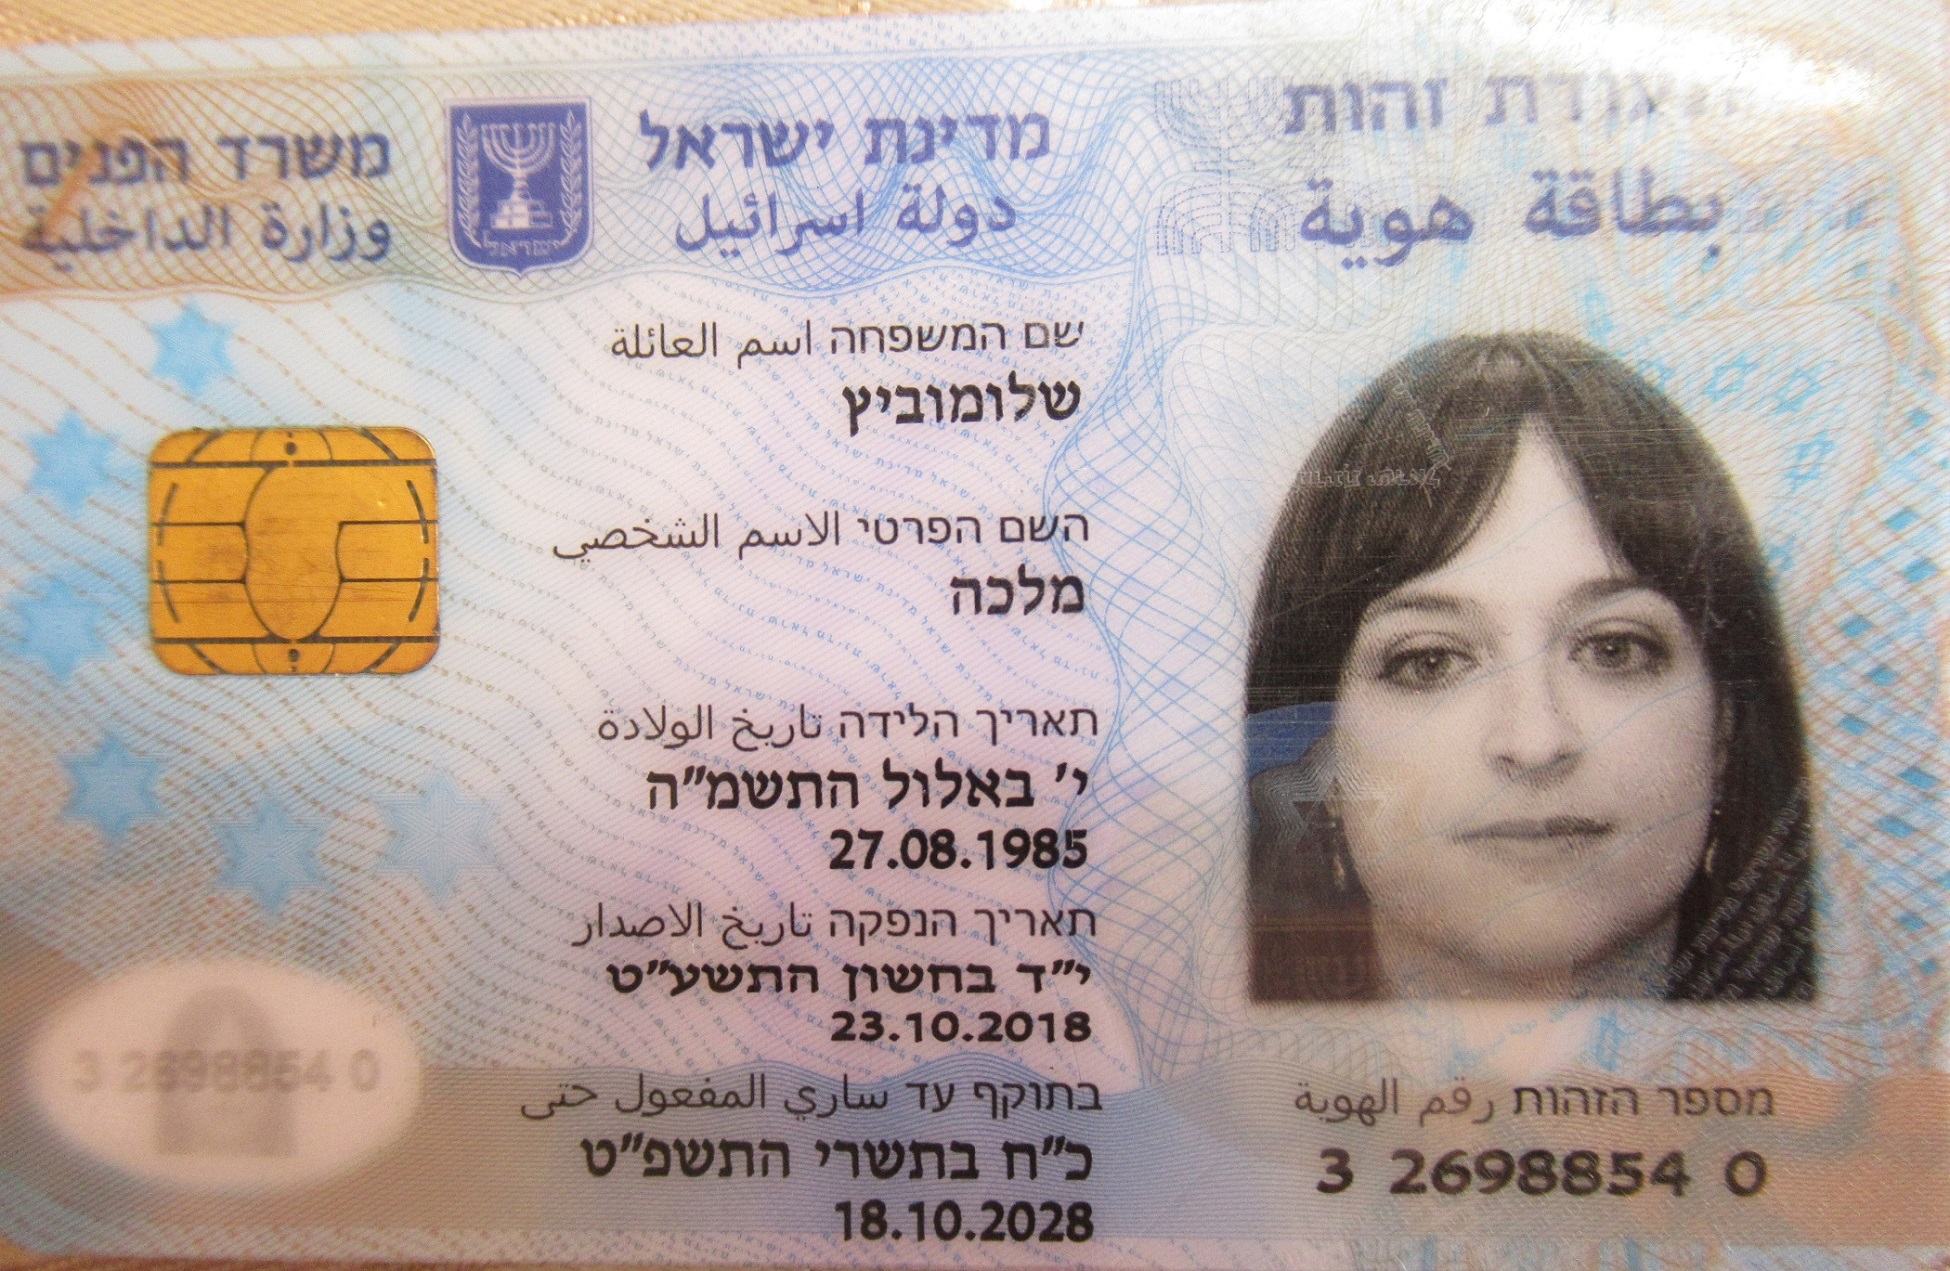 תעודת זהות
بطاقة هوية
מדינת ישראל
دولة اسرائيل
ישראל
משרד הפנים
وزارة الداخلية
שם המשפחה اسم العائلة
שלומוביץ
השם הפרטי الاسم الشخصي
מלכה
תאריך הלידה تاريخ الولادة
י' באלול התשמ"ה
27.08.1985
תאריך הנפקה تاريخ الاصدار
י"ד בחשון התשע"ט
23.10.2018
בתוקף עד ساري المفعول حتى
כ"ח בתשרי התשפ"ט
18.10.2028
מספר הזהות رقم الهوية
3 2698854 0
3 2698854 0